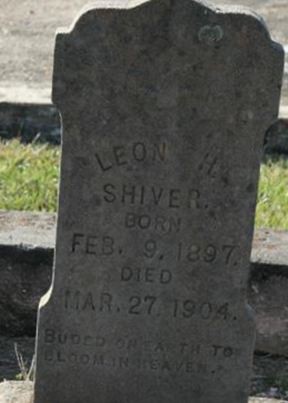 LEON H.
SHIVER.
BORN
FEB. 9. 1897.
DIED
MAR. 27. 1904.
BUDED ON EARTH TO
BLOOM IN HEAVEN.